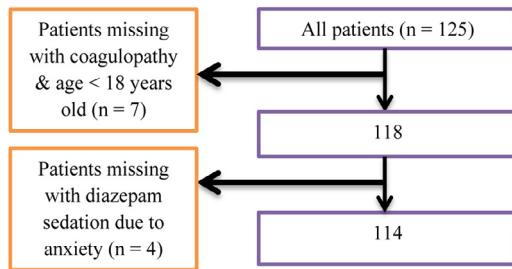 Patients missing
with coagulopathy
& age < 18 years
old (n = 7)
All patients (n = 125)
118
Patients missing
with diazepam
sedation due to
anxiety (n = 4)
114